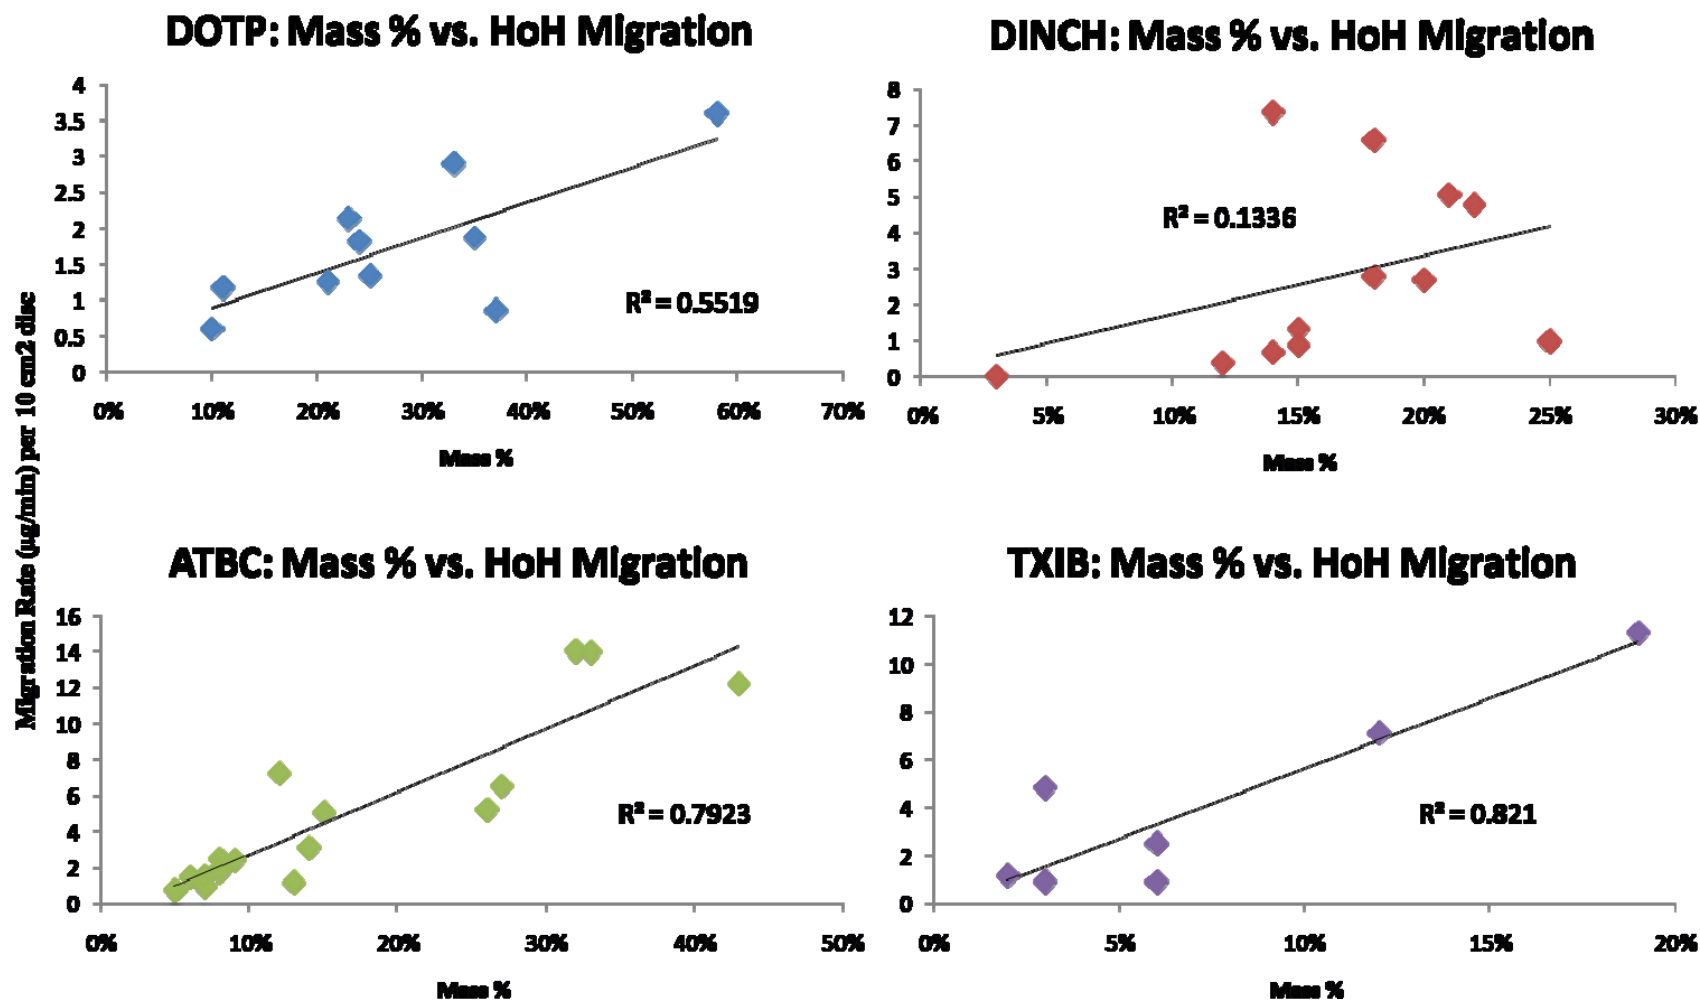 DOTP: Mass % vs. HoH Migration
4
3.5
3
2.5
2
1.5
1
0.5
0
R² = 0.5519
0% 10% 20% 30% 40% 50% 60% 70%
Mass %
DINCH: Mass % vs. HoH Migration
8
7
6
5
4
3
2
1
0
R² = 0.1336
0% 5% 10% 15% 20% 25% 30%
Mass %
Migration Rate (µg/min) per 10 cm2 disc
ATBC: Mass % vs. HoH Migration
16
14
12
10
8
6
4
2
0
R² = 0.7923
0% 10% 20% 30% 40% 50%
Mass %
TXIB: Mass % vs. HoH Migration
12
10
8
6
4
2
0
R² = 0.821
0% 5% 10% 15% 20%
Mass %